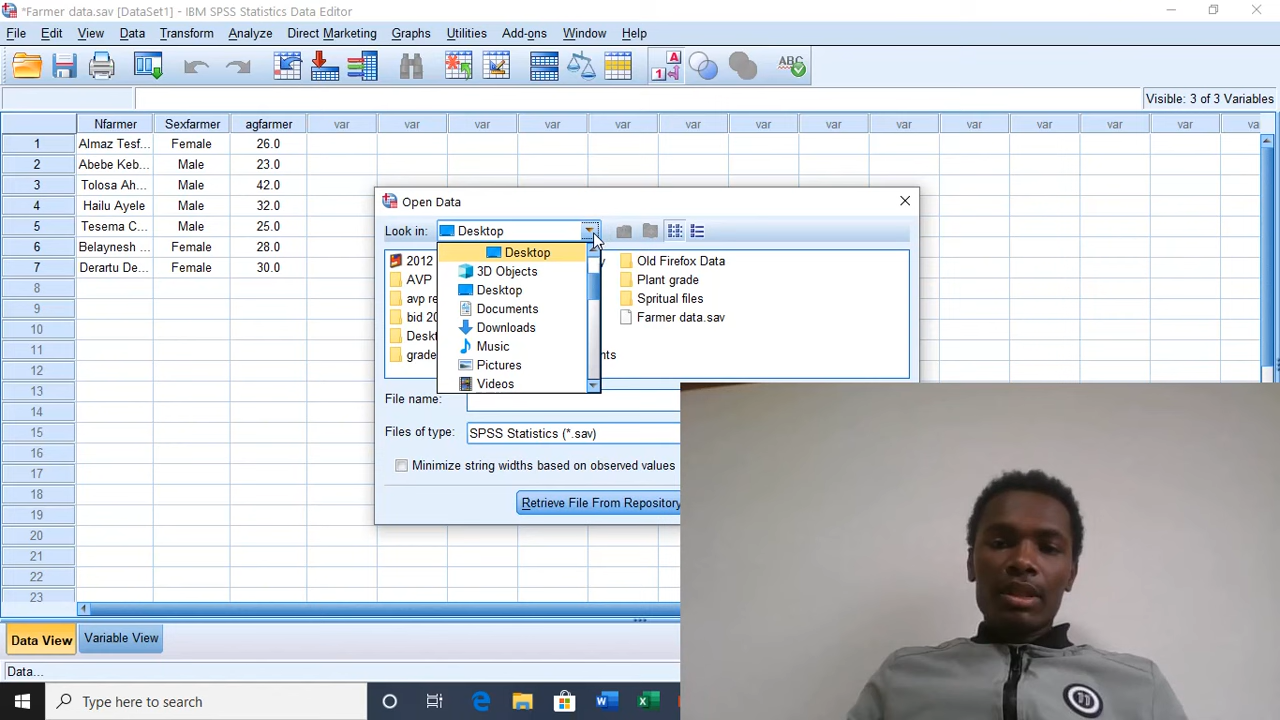 *Farmer data.sav [DataSet1] - IBM SPSS Statistics Data Editor
File Edit View Data Transform Analyze Direct Marketing Graphs Utilities Add-ons Window Help
Visible: 3 of 3 Variables
Nfarmer Sexfarmer agfarmer var var var var var var var var var var var var
1 Almaz Tesf... Female 26.0
2 Abebe Keb... Male 23.0
3 Tolosa Ah... Male 42.0
4 Hailu Ayele Male 32.0
5 Tesema C... Male 25.0
6 Belaynesh ... Female 28.0
7 Derartu De... Female 30.0
8
9
10
11
12
13
14
15
16
17
18
19
20
21
22
23
Open Data
Look in: Desktop
Desktop
3D Objects
Desktop
Documents
Downloads
Music
Pictures
Videos
2012
AVP
avp re
bid 20
Deskt
grade
y
nts
Old Firefox Data
Plant grade
Spritual files
Farmer data.sav
File name:
Files of type: SPSS Statistics (*.sav)
Minimize string widths based on observed values
Retrieve File From Repository
Data View Variable View
Data...
Type here to search